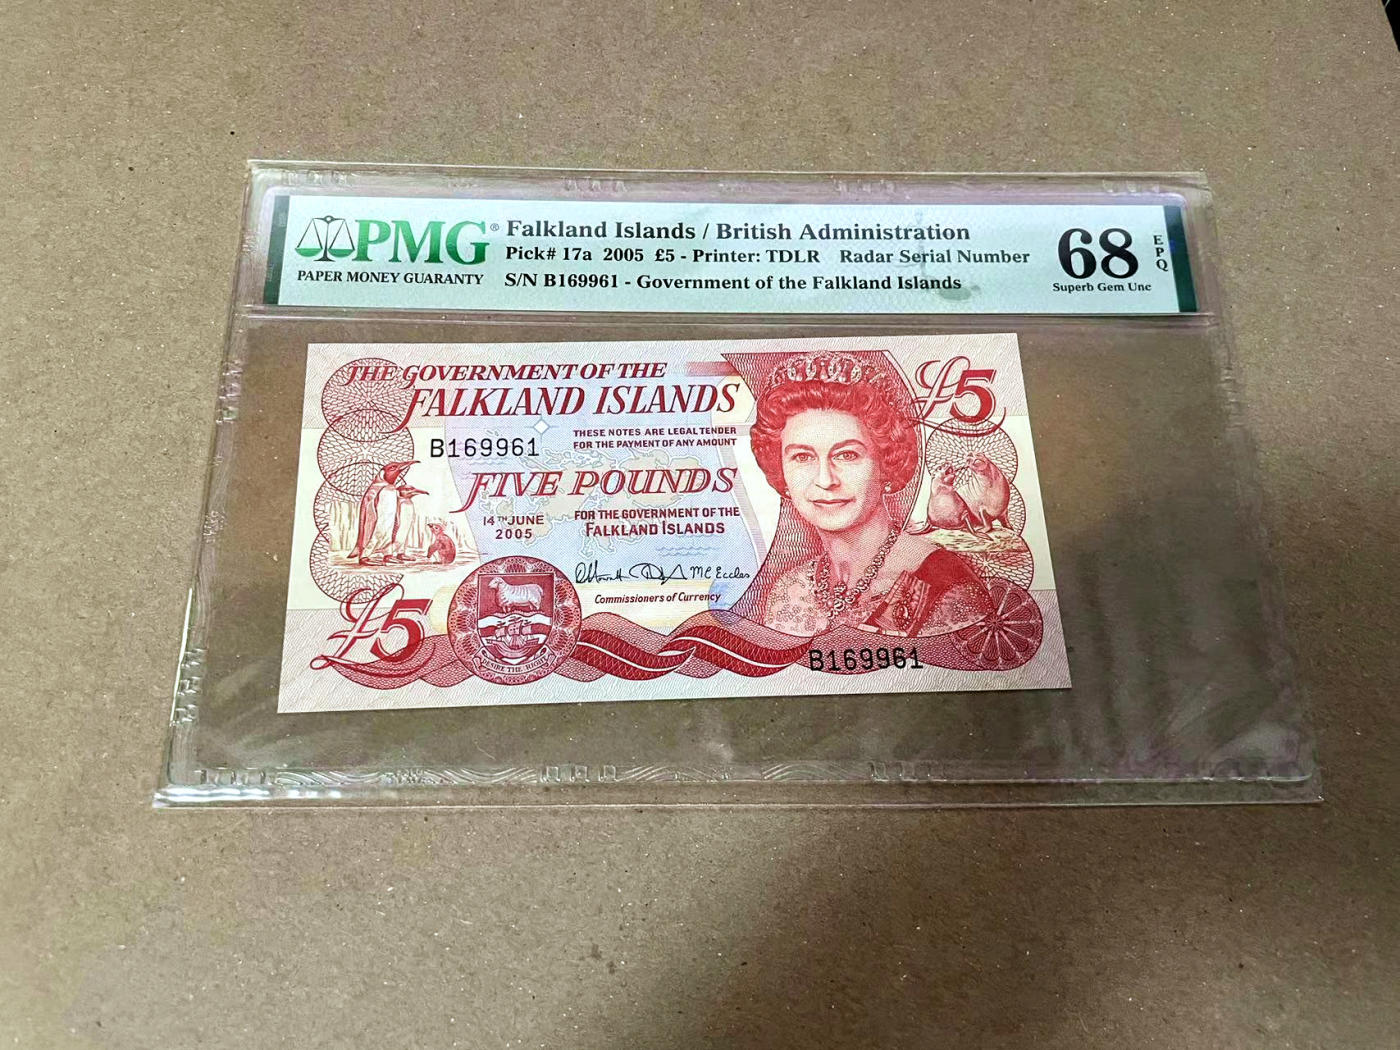 PMG®
PAPER MONEY GUARANTY
Falkland Islands / British Administration
Pick# 17a 2005 £5 - Printer: TDLR Radar Serial Number
S/N B169961 - Government of the Falkland Islands
68
EPQ
Superb Gem Unc
THE GOVERNMENT OF THE
FALKLAND ISLANDS
£5
B169961
THESE NOTES ARE LEGAL TENDER
FOR THE PAYMENT OF ANY AMOUNT
FIVE POUNDS
14TH JUNE
2005
FOR THE GOVERNMENT OF THE
FALKLAND ISLANDS
Commissioners of Currency
£5
DESIRE THE RIGHT
B169961